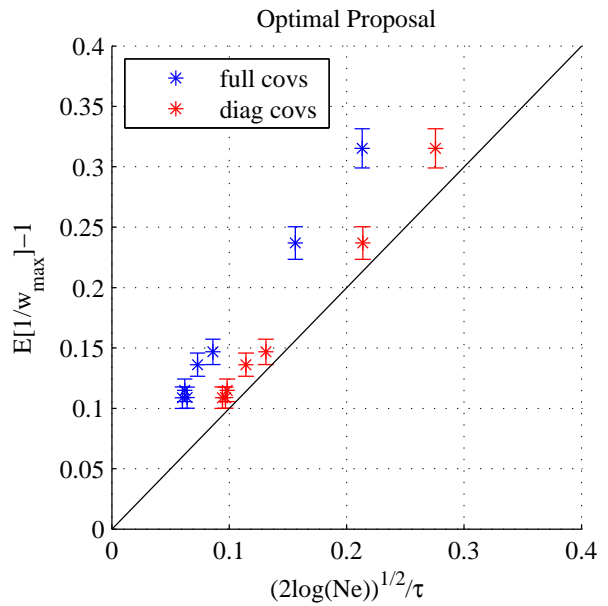 Optimal Proposal
full covs
diag covs
E[1/w_max]−1
0.4
0.35
0.3
0.25
0.2
0.15
0.1
0.05
0
0 0.1 0.2 0.3 0.4
(2log(Ne))^1/2/τ